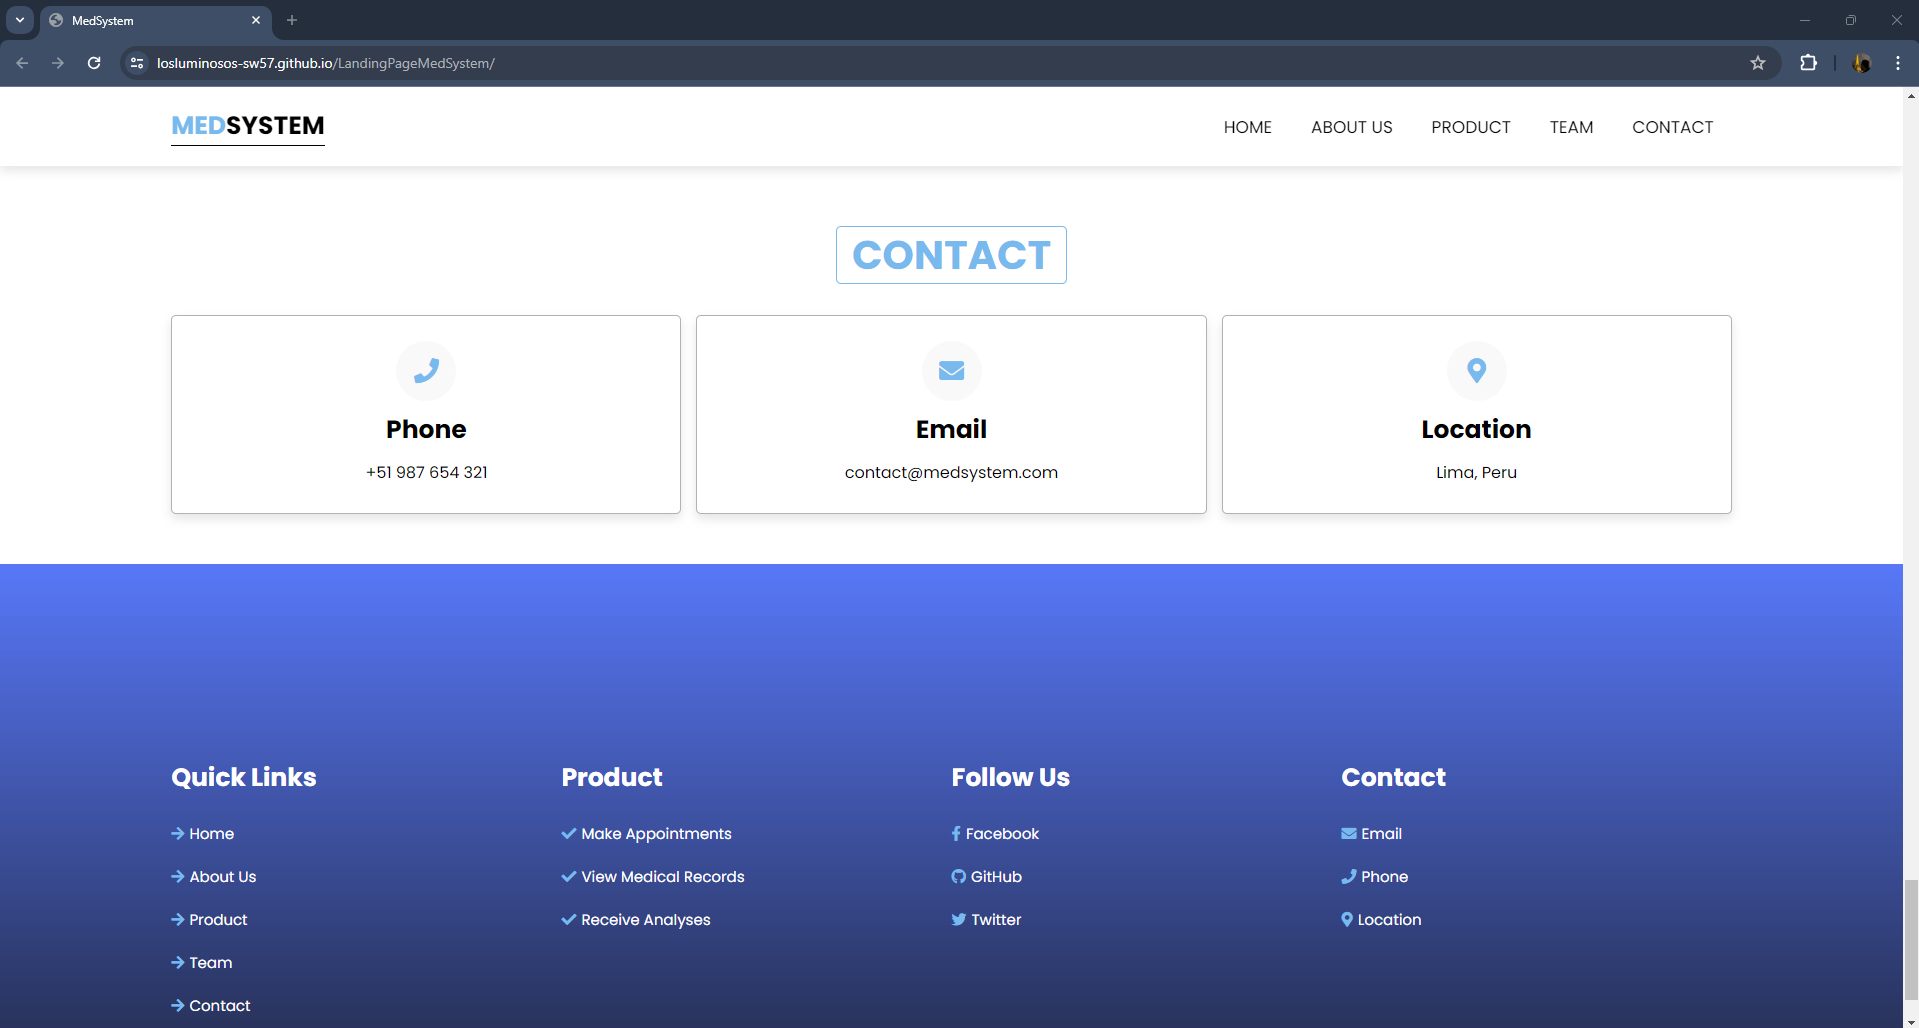 MedSystem
losluminosos-sw57.github.io/LandingPageMedSystem/
MEDSYSTEM
HOME ABOUT US PRODUCT TEAM CONTACT
CONTACT
Phone
+51 987 654 321
Email
contact@medsystem.com
Location
Lima, Peru
Quick Links
Home
About Us
Product
Team
Contact
Product
Make Appointments
View Medical Records
Receive Analyses
Follow Us
Facebook
GitHub
Twitter
Contact
Email
Phone
Location